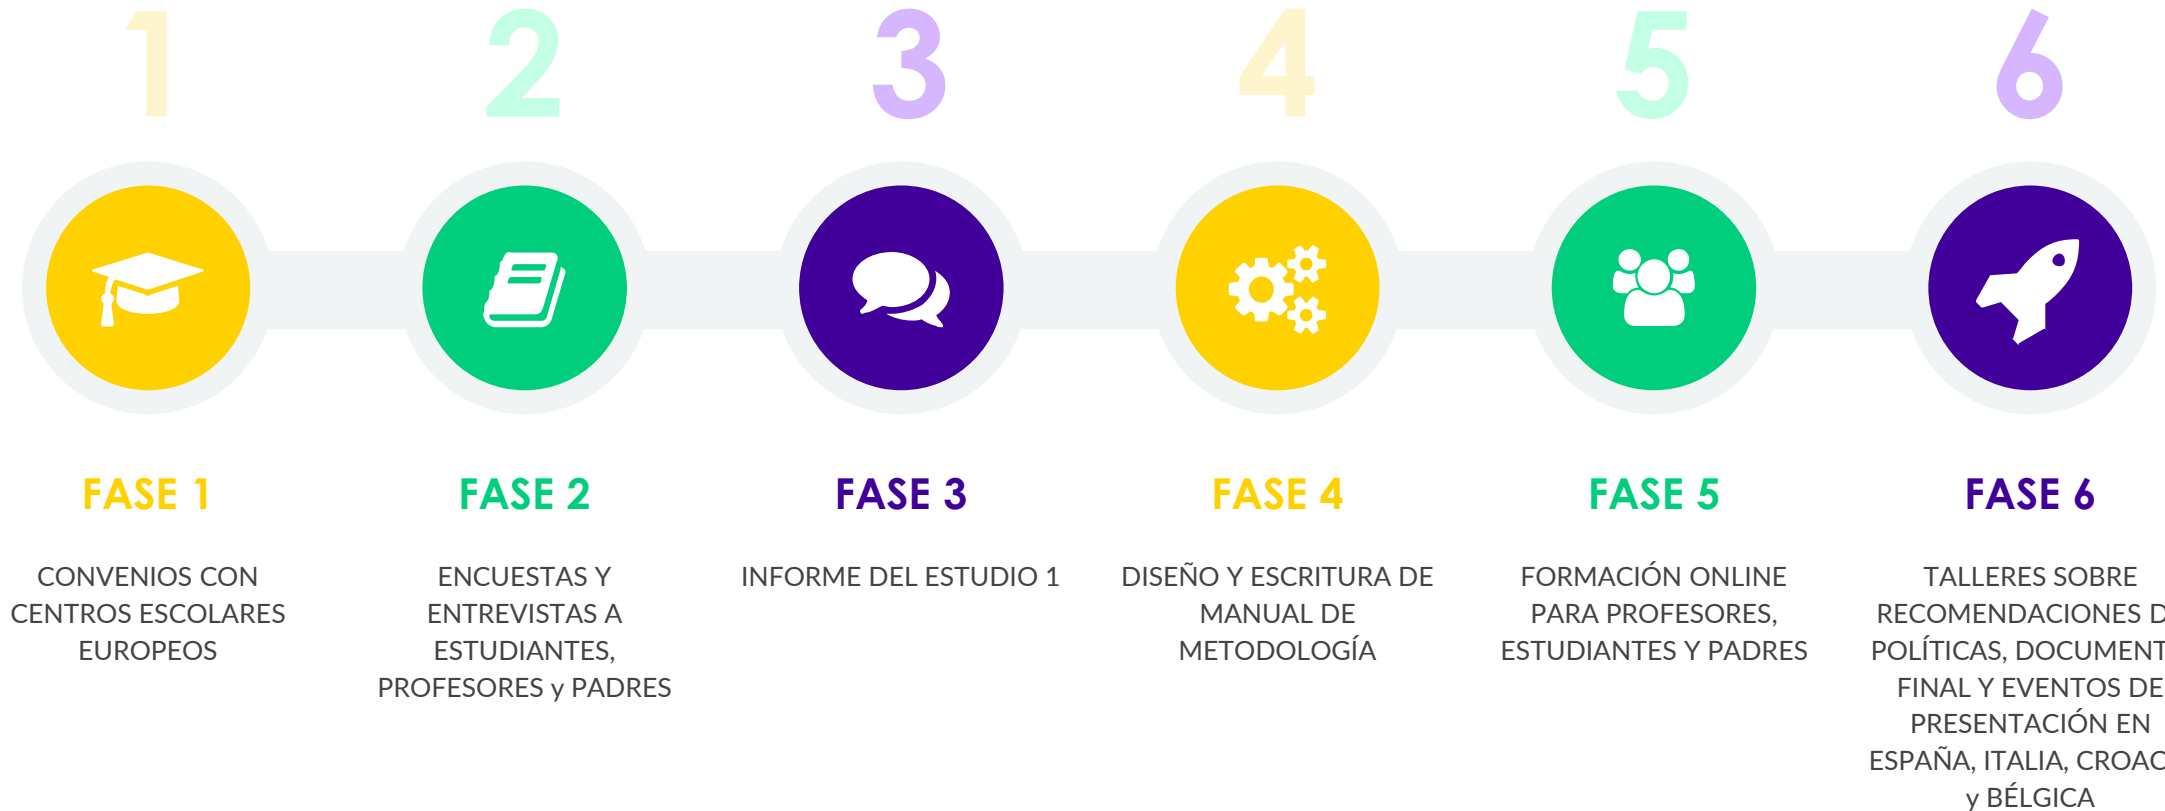 1
2
3
4
5
6
FASE 1
CONVENIOS CON
CENTROS ESCOLARES
EUROPEOS
FASE 2
ENCUESTAS Y
ENTREVISTAS A
ESTUDIANTES,
PROFESORES y PADRES
FASE 3
INFORME DEL ESTUDIO 1
FASE 4
DISEÑO Y ESCRITURA DE
MANUAL DE
METODOLOGÍA
FASE 5
FORMACIÓN ONLINE
PARA PROFESORES,
ESTUDIANTES Y PADRES
FASE 6
TALLERES SOBRE
RECOMENDACIONES
POLÍTICAS,
FINAL Y EVENTOS DE
PRESENTACIÓN EN
ESPAÑA, ITALIA,
y BÉLGICA